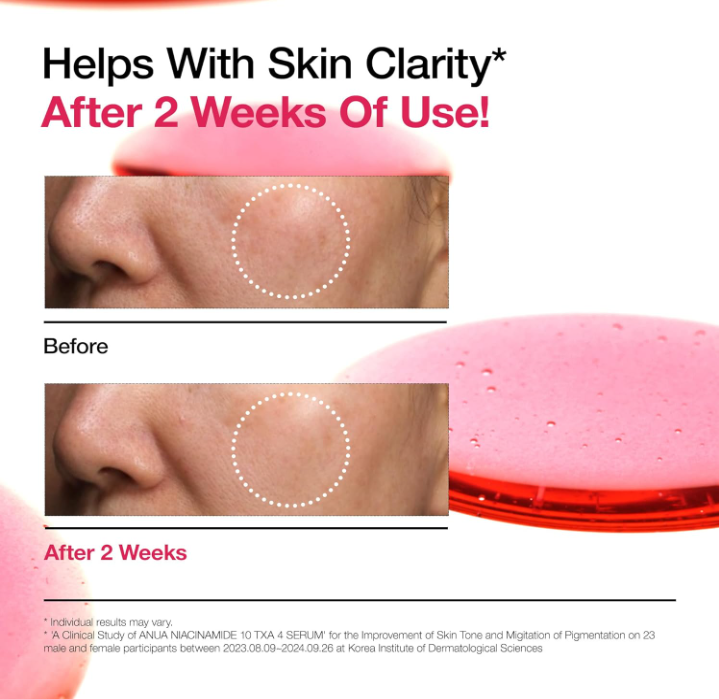 Helps With Skin Clarity*
After 2 Weeks Of Use!
Before
After 2 Weeks
* Individual results may vary.
* 'A Clinical Study of ANUA NIACINAMIDE 10 TXA 4 SERUM' for the Improvement of Skin Tone and Migitation of Pigmentation on 23
male and female participants between 2023.08.09–2024.09.26 at Korea Institute of Dermatological Sciences